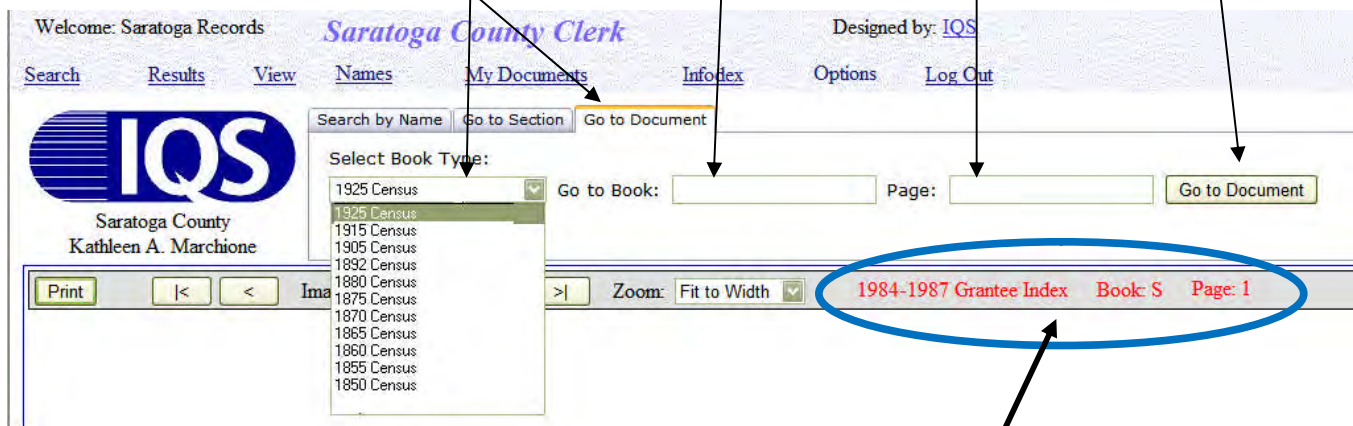 Welcome: Saratoga Records Saratoga County Clerk Designed by: IQS
Search Results View Names My Documents Infodex Options Log Out
IQS
Saratoga County
Kathleen A. Marchione
Search by Name Go to Section Go to Document
Select Book Type:
1925 Census Go to Book: Page: Go to Document
1925 Census
1915 Census
1905 Census
1892 Census
1880 Census
1875 Census
1870 Census
1865 Census
1860 Census
1855 Census
1850 Census
Print |< < Ima >| Zoom: Fit to Width 1984-1987 Grantee Index Book: S Page: 1